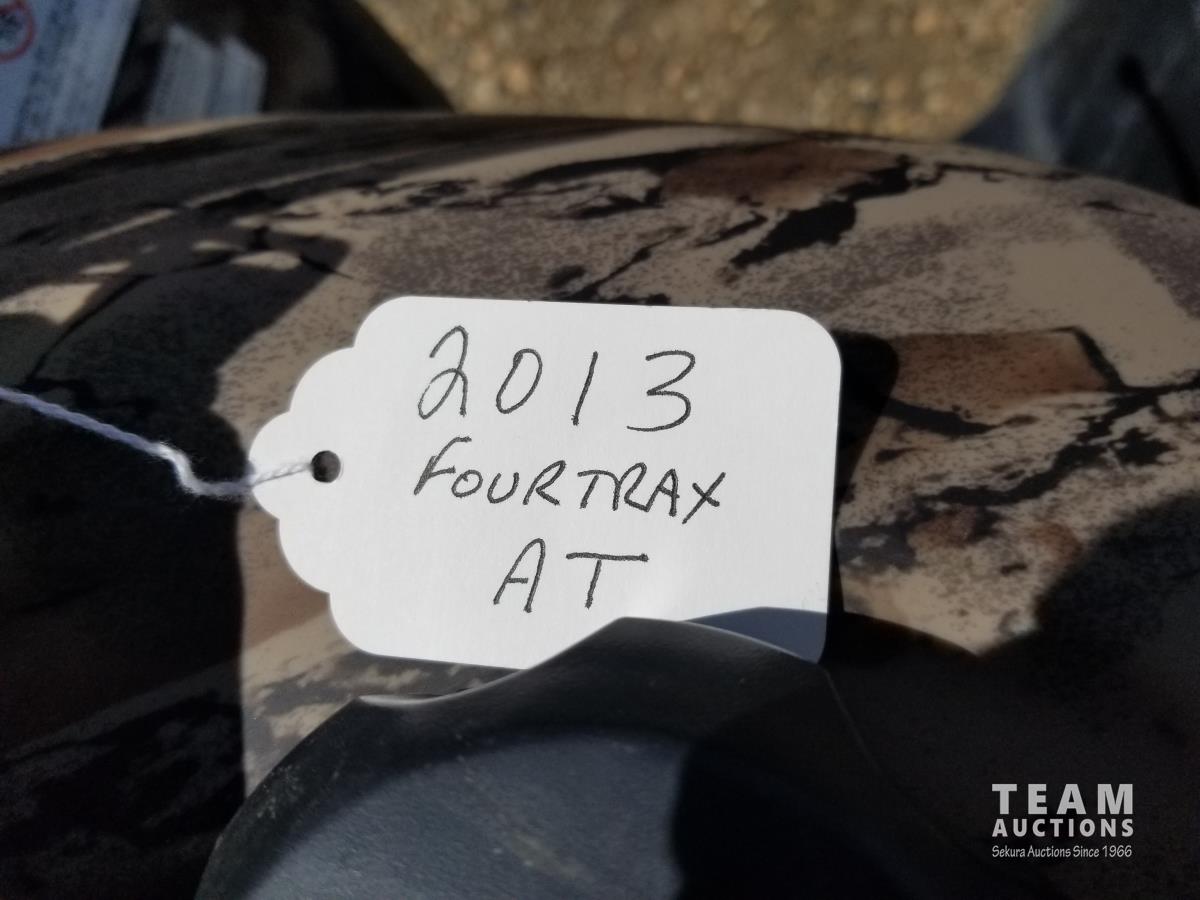 2013
FOURTRAX
AT
TEAM
AUCTIONS
Sekura Auctions Since 1966